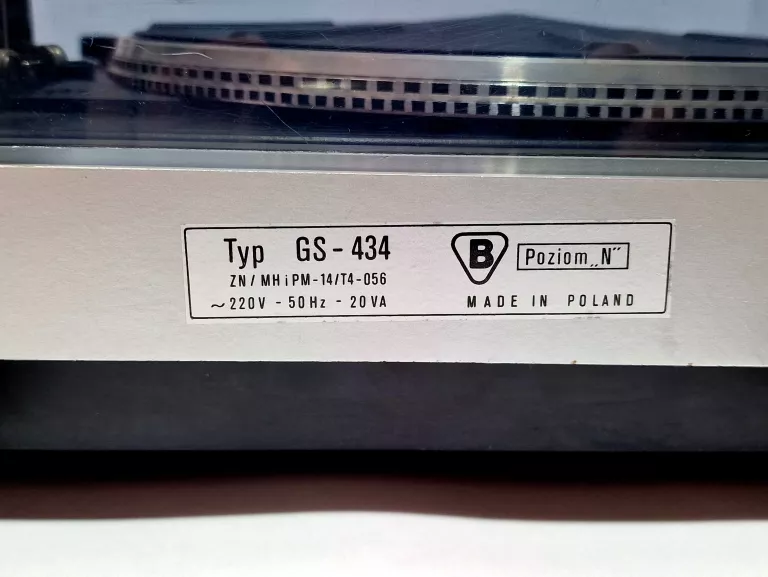 Typ GS-434
ZN/MHiPM-14/T4-056
~220V - 50Hz - 20VA
B
Poziom „N"
MADE IN POLAND